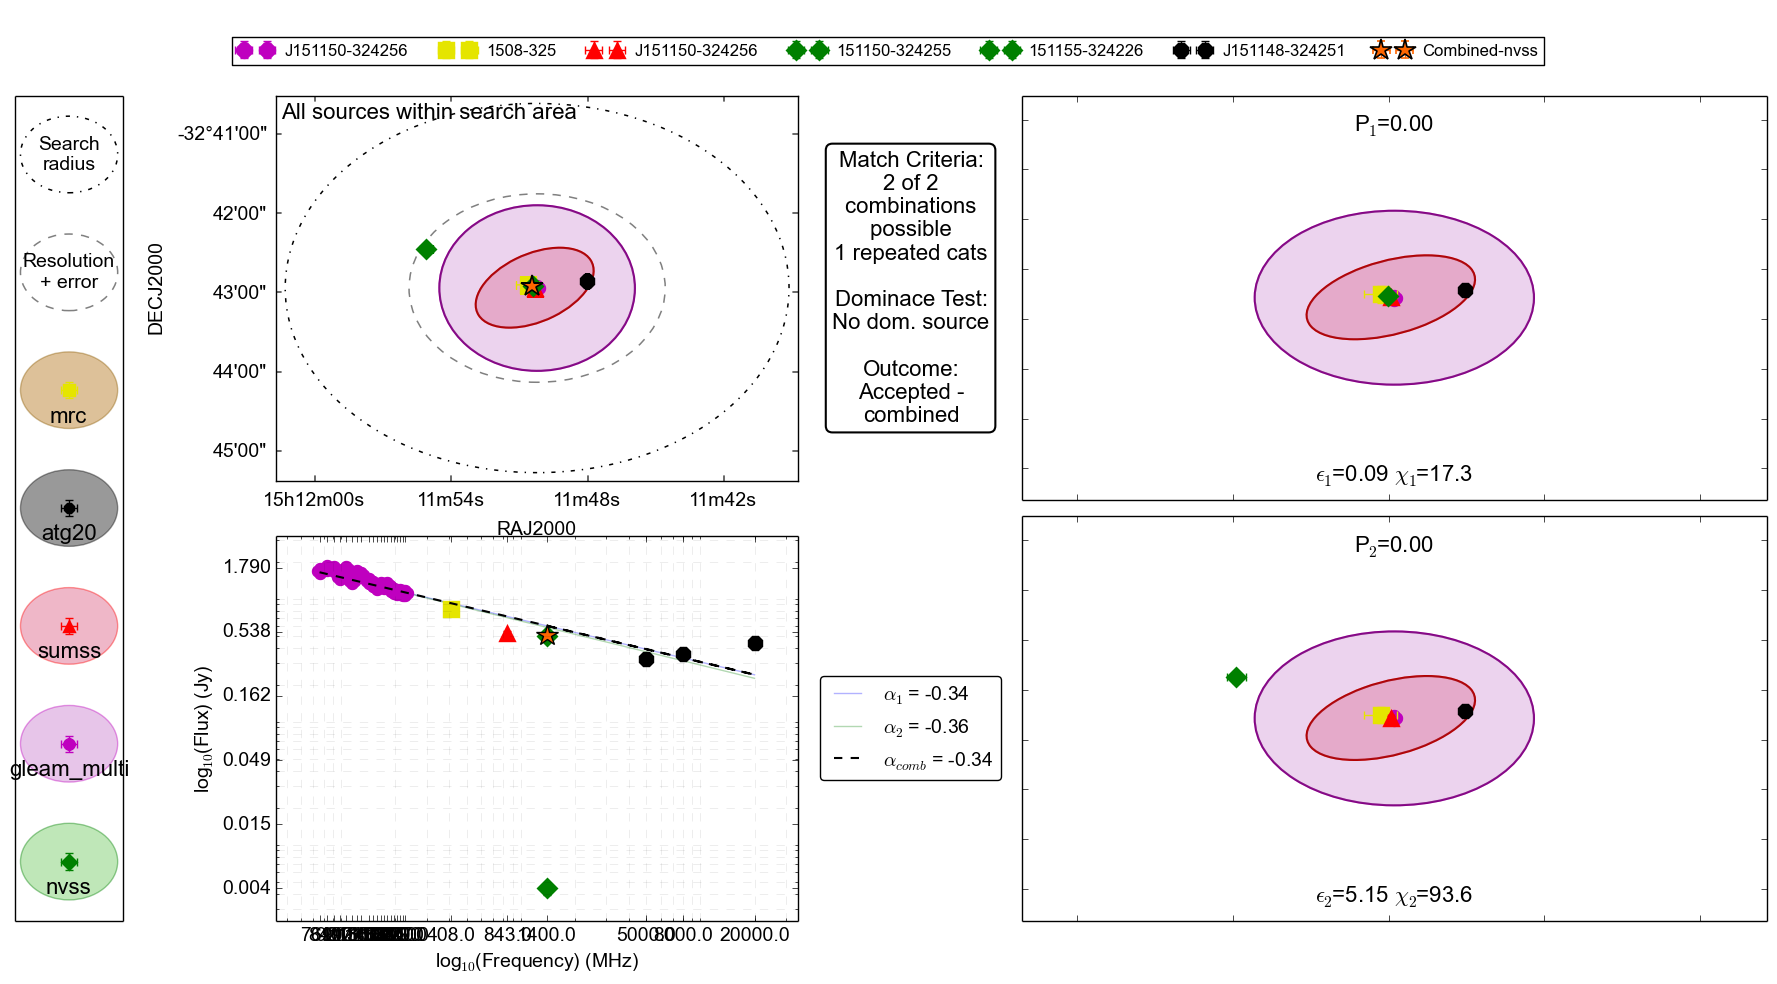 J151150-324256 1508-325 J151150-324256 151150-324255 151155-324226 J151148-324251 Combined-nvss
Search
radius
Resolution
+ error
mrc
atg20
sumss
gleam_multi
nvss
All sources within search area
DECJ2000
-32°41'00"
42'00"
43'00"
44'00"
45'00"
15h12m00s 11m54s 11m48s 11m42s
RAJ2000
Match Criteria:
2 of 2
combinations
possible
1 repeated cats
Dominace Test:
No dom. source
Outcome:
Accepted -
combined
P1=0.00
ϵ1=0.09 χ1=17.3
P2=0.00
ϵ2=5.15 χ2=93.6
log10(Flux) (Jy)
1.790
0.538
0.162
0.049
0.015
0.004
408.0 843.0 1400.0 5000.0 8000.0 20000.0
log10(Frequency) (MHz)
α1 = -0.34
α2 = -0.36
αcomb = -0.34